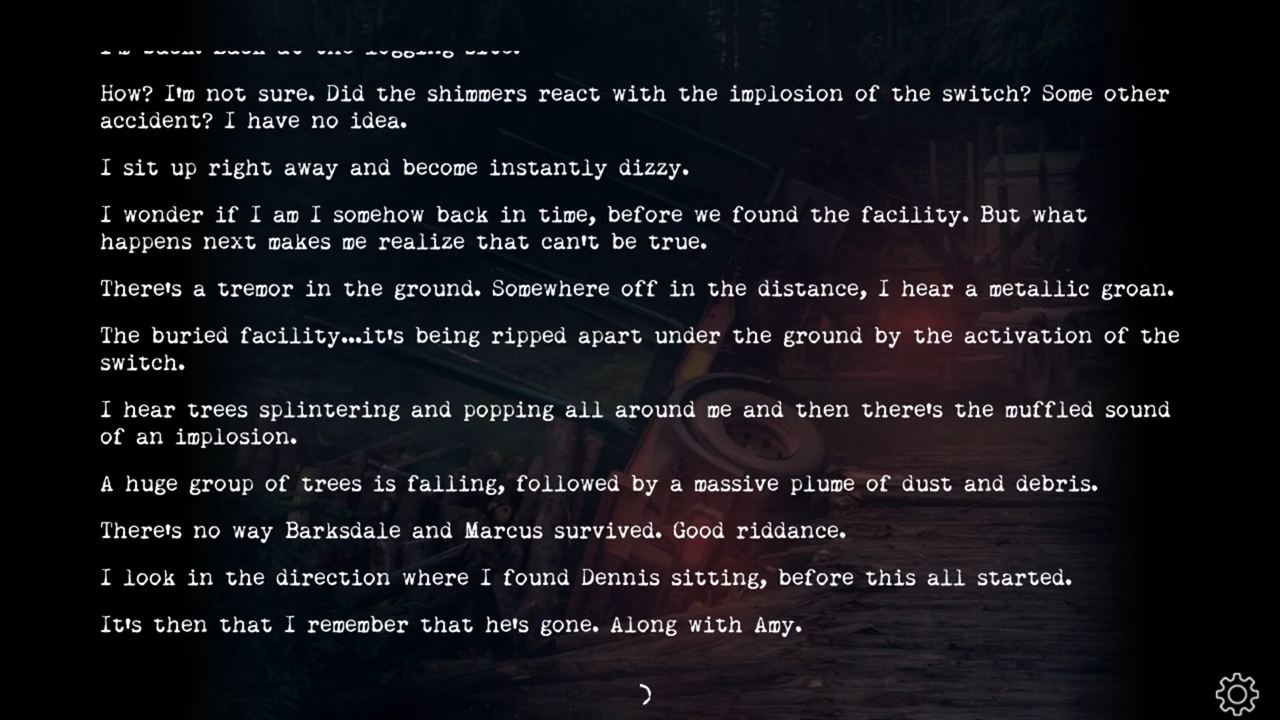 I'm back. Back at the logging site.
How? I'm not sure. Did the shimmers react with the implosion of the switch? Some other
accident? I have no idea.
I sit up right away and become instantly dizzy.
I wonder if I am I somehow back in time, before we found the facility. But what
happens next makes me realize that can't be true.
There's a tremor in the ground. Somewhere off in the distance, I hear a metallic groan.
The buried facility...it's being ripped apart under the ground by the activation of the
switch.
I hear trees splintering and popping all around me and then there's the muffled sound
of an implosion.
A huge group of trees is falling, followed by a massive plume of dust and debris.
There's no way Barksdale and Marcus survived. Good riddance.
I look in the direction where I found Dennis sitting, before this all started.
It's then that I remember that he's gone. Along with Amy.